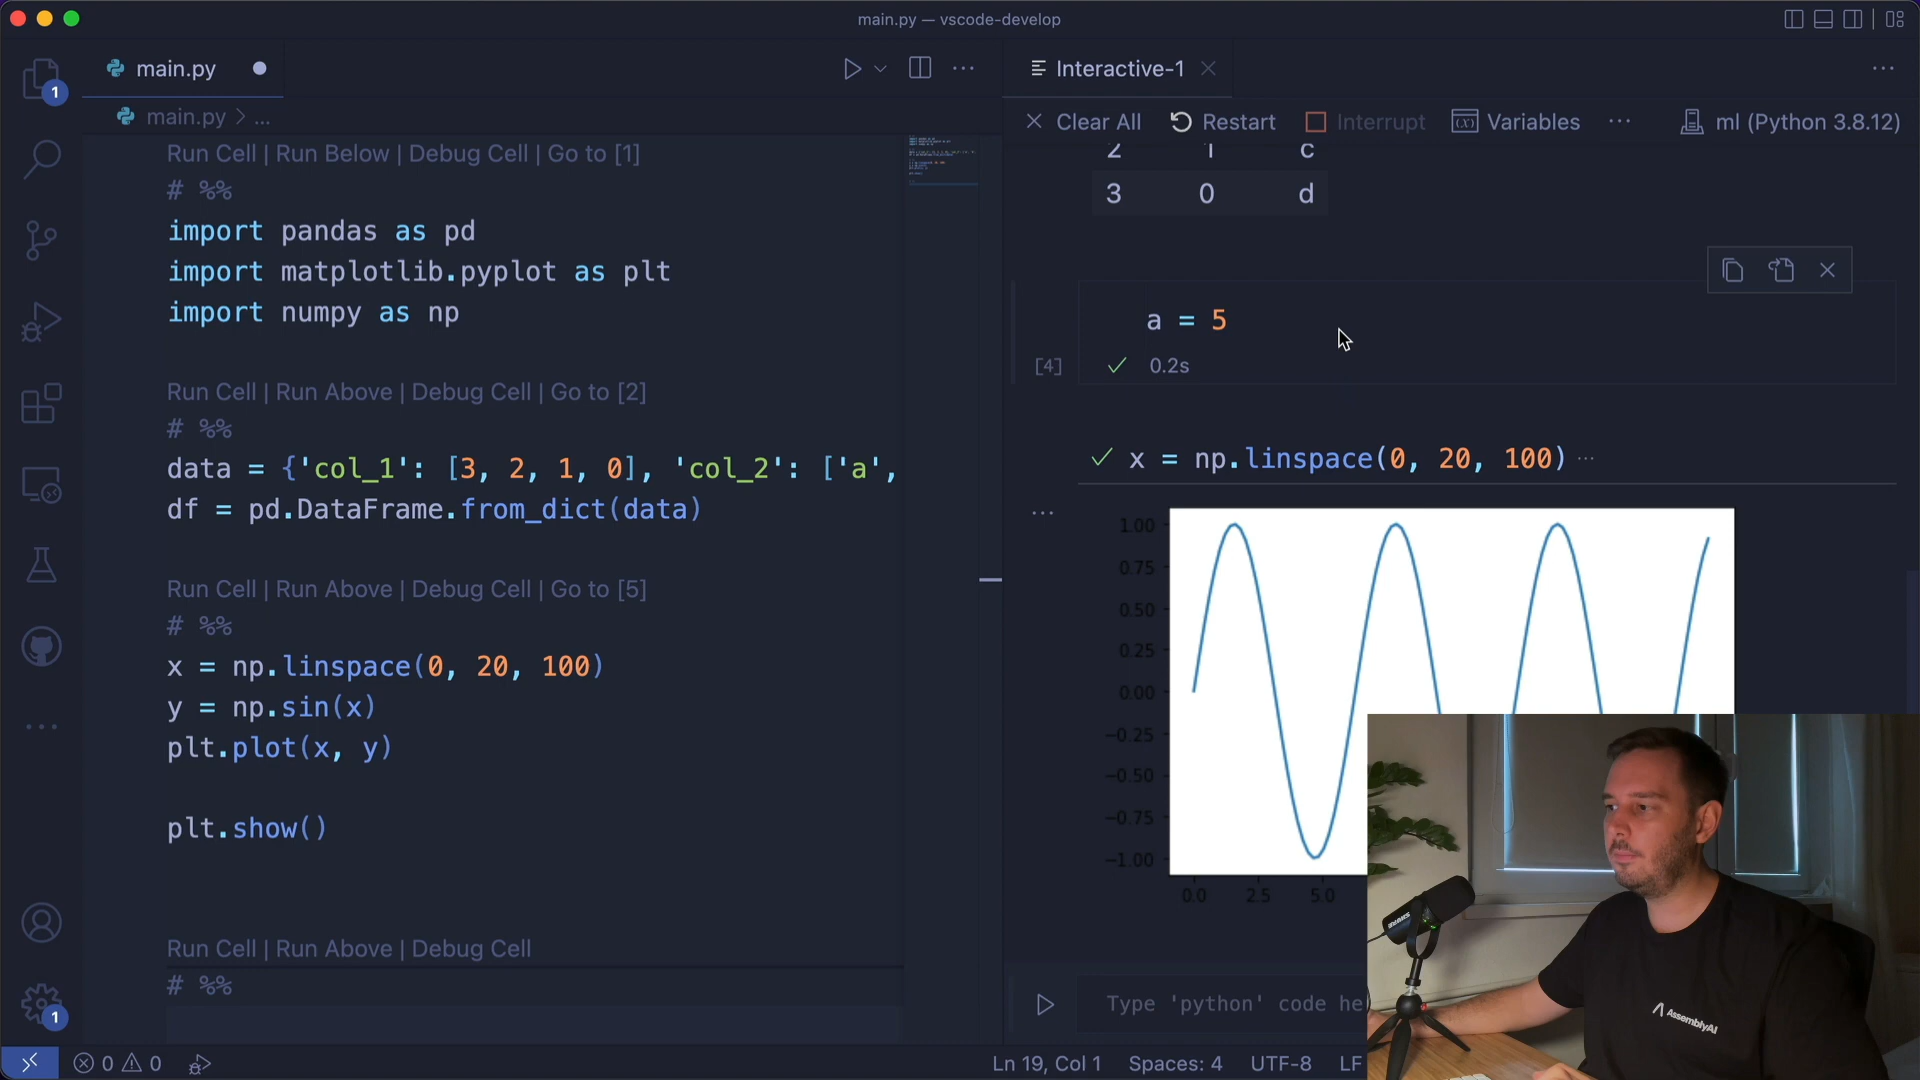 main.py — vscode-develop
main.py
main.py > ...
Run Cell | Run Below | Debug Cell | Go to [1]
# %%
import pandas as pd
import matplotlib.pyplot as plt
import numpy as np
Run Cell | Run Above | Debug Cell | Go to [2]
# %%
data = {'col_1': [3, 2, 1, 0], 'col_2': ['a',
df = pd.DataFrame.from_dict(data)
Run Cell | Run Above | Debug Cell | Go to [5]
# %%
x = np.linspace(0, 20, 100)
y = np.sin(x)
plt.plot(x, y)
plt.show()
Run Cell | Run Above | Debug Cell
# %%
1
1
Interactive-1
Clear All Restart Interrupt Variables ... ml (Python 3.8.12)
2 1 c
3 0 d
a = 5
[4] 0.2s
x = np.linspace(0, 20, 100) ...
1.00
0.75
0.50
0.25
0.00
−0.25
−0.50
−0.75
−1.00
0.0 2.5 5.0
Type 'python' code he
AssemblyAI
0 0
Ln 19, Col 1 Spaces: 4 UTF-8 LF